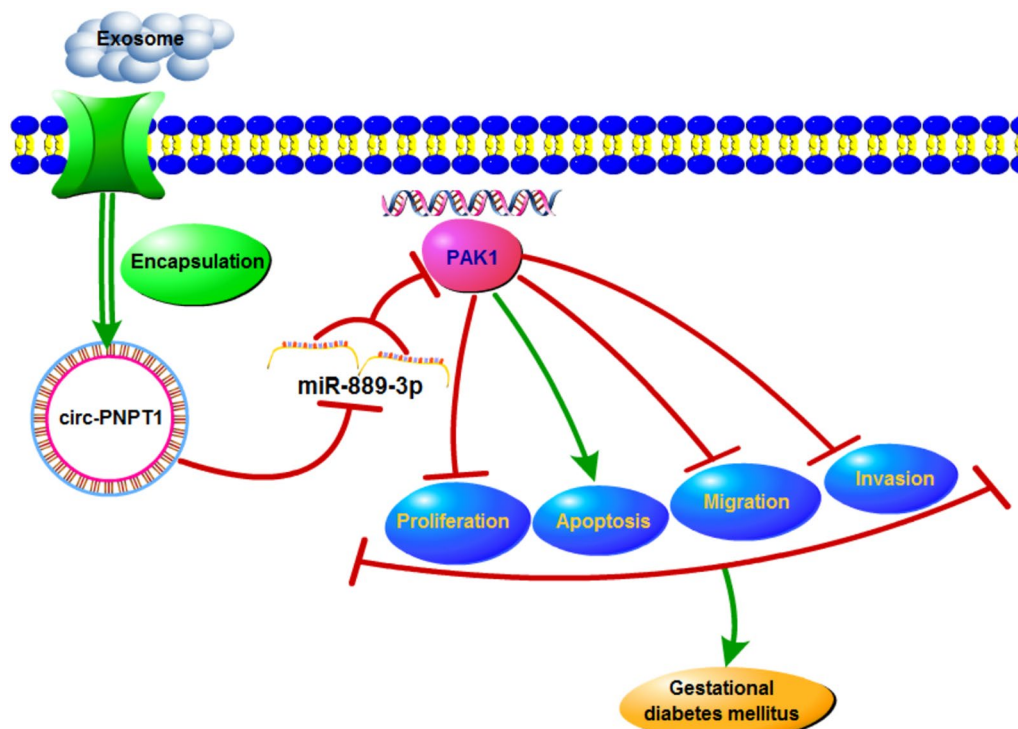 Exosome
Encapsulation
PAK1
miR-889-3p
circ-PNPT1
Proliferation
Apoptosis
Migration
Invasion
Gestational
diabetes mellitus